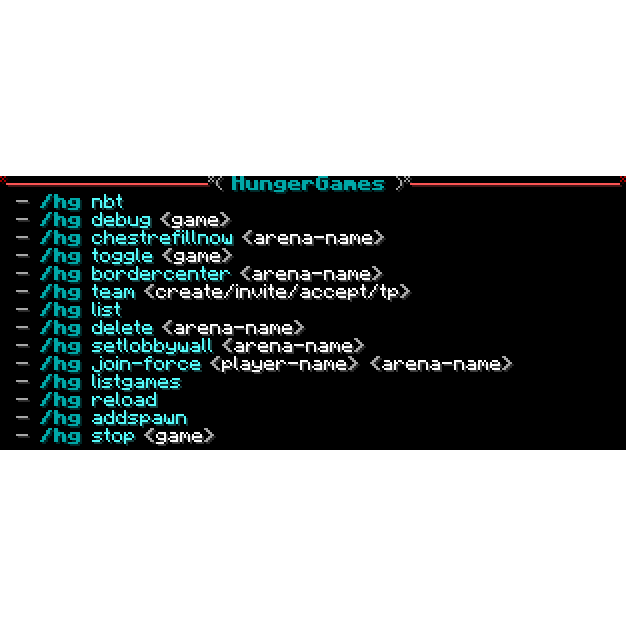 ( HungerGames )
- /hg nbt
- /hg debug <game>
- /hg chestrefillnow <arena-name>
- /hg toggle <game>
- /hg bordercenter <arena-name>
- /hg team <create/invite/accept/tp>
- /hg list
- /hg delete <arena-name>
- /hg setlobbywall <arena-name>
- /hg join-force <player-name> <arena-name>
- /hg listgames
- /hg reload
- /hg addspawn
- /hg stop <game>